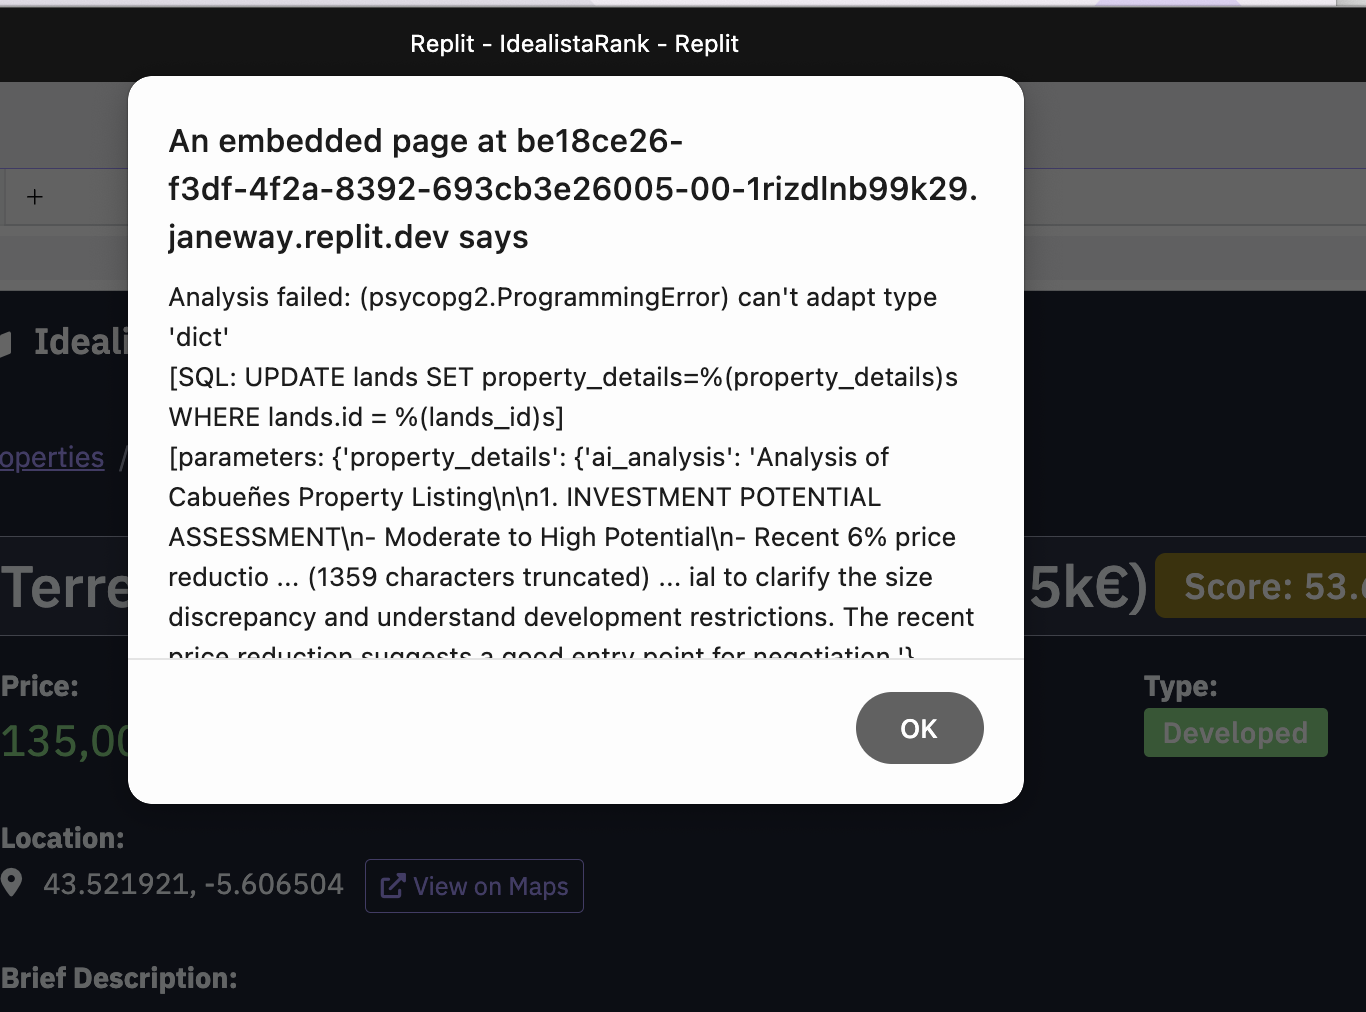 Replit - IdealistaRank - Replit
An embedded page at be18ce26-
f3df-4f2a-8392-693cb3e26005-00-1rizdlnb99k29.
janeway.replit.dev says
+
Analysis failed: (psycopg2.ProgrammingError) can't adapt type
'dict'
[SQL: UPDATE lands SET property_details=%(property_details)s
WHERE lands.id = %(lands_id)s]
[parameters: {'property_details': {'ai_analysis': 'Analysis of
Cabueñes Property Listing\n\n1. INVESTMENT POTENTIAL
ASSESSMENT\n- Moderate to High Potential\n- Recent 6% price
reductio ... (1359 characters truncated) ... ial to clarify the size
discrepancy and understand development restrictions. The recent
price reduction suggests a good entry point for negotiation.'}
OK
Ideali
operties /
Terre 5k€) Score: 53.
Price:
135,00
Type:
Developed
Location:
43.521921, -5.606504 View on Maps
Brief Description: